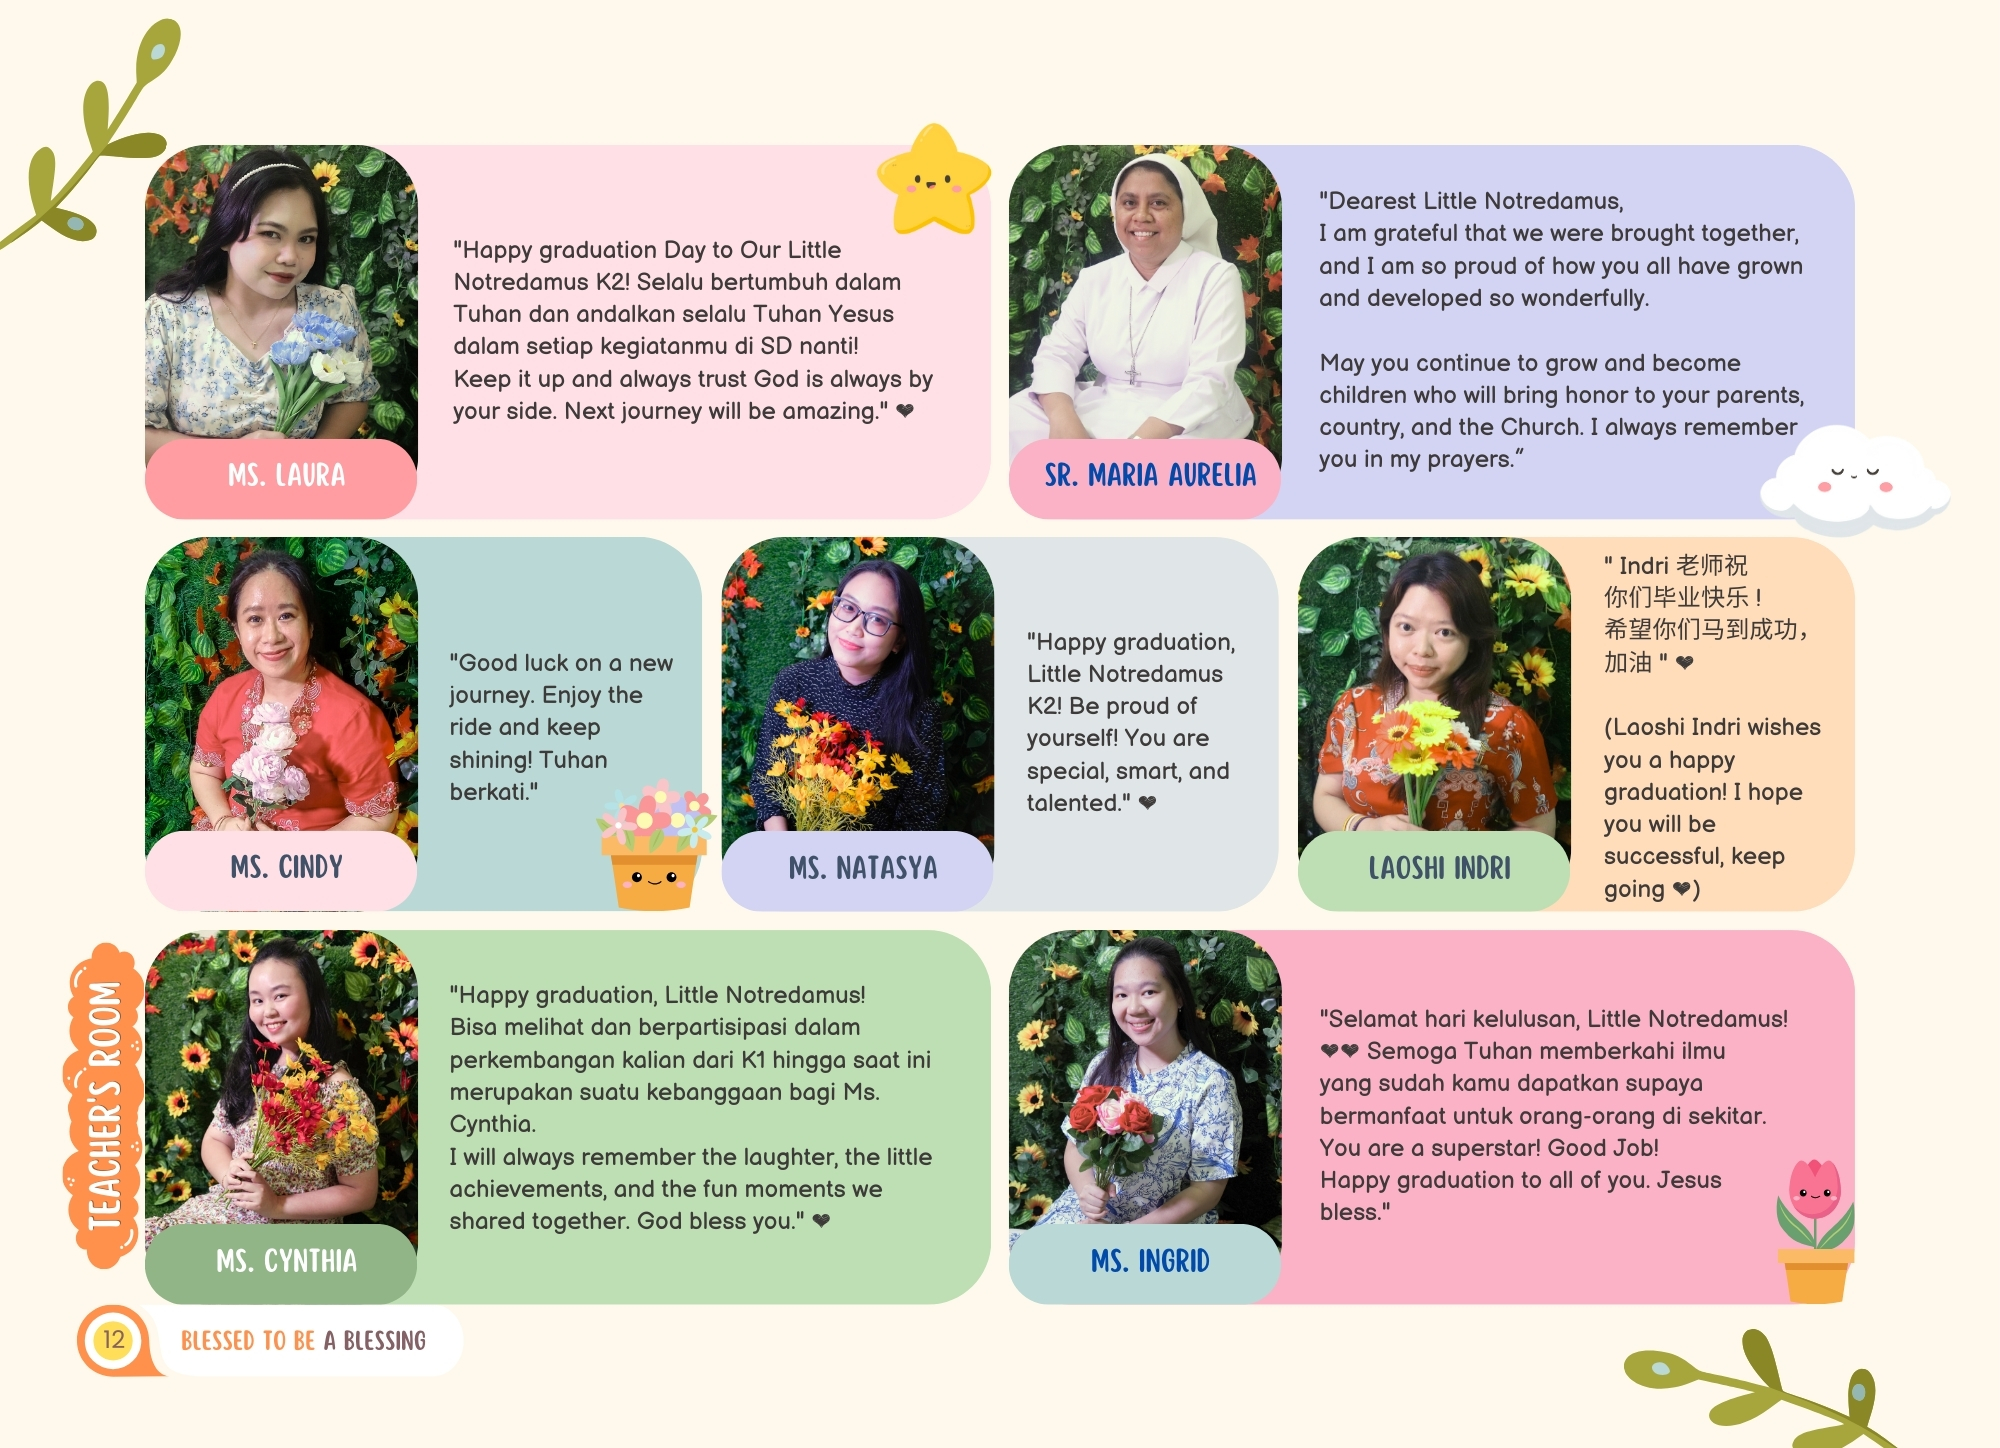 "Happy graduation Day to Our Little
Notredamus K2! Selalu bertumbuh dalam
Tuhan dan andalkan selalu Tuhan Yesus
dalam setiap kegiatanmu di SD nanti!
Keep it up and always trust God is always by
your side. Next journey will be amazing." ❤
MS. LAURA
"Dearest Little Notredamus,
I am grateful that we were brought together,
and I am so proud of how you all have grown
and developed so wonderfully.
May you continue to grow and become
children who will bring honor to your parents,
country, and the Church. I always remember
you in my prayers.“
SR. MARIA AURELIA
"Good luck on a new
journey. Enjoy the
ride and keep
shining! Tuhan
berkati."
MS. CINDY
"Happy graduation,
Little Notredamus
K2! Be proud of
yourself! You are
special, smart, and
talented." ❤
MS. NATASYA
" Indri 老师祝
你们毕业快乐 !
希望你们马到成功，
加油 " ❤
(Laoshi Indri wishes
you a happy
graduation! I hope
you will be
successful, keep
going ❤)
LAOSHI INDRI
"Happy graduation, Little Notredamus!
Bisa melihat dan berpartisipasi dalam
perkembangan kalian dari K1 hingga saat ini
merupakan suatu kebanggaan bagi Ms.
Cynthia.
I will always remember the laughter, the little
achievements, and the fun moments we
shared together. God bless you." ❤
MS. CYNTHIA
"Selamat hari kelulusan, Little Notredamus!
❤❤ Semoga Tuhan memberkahi ilmu
yang sudah kamu dapatkan supaya
bermanfaat untuk orang-orang di sekitar.
You are a superstar! Good Job!
Happy graduation to all of you. Jesus
bless."
MS. INGRID
TEACHER'S ROOM
12
BLESSED TO BE A BLESSING